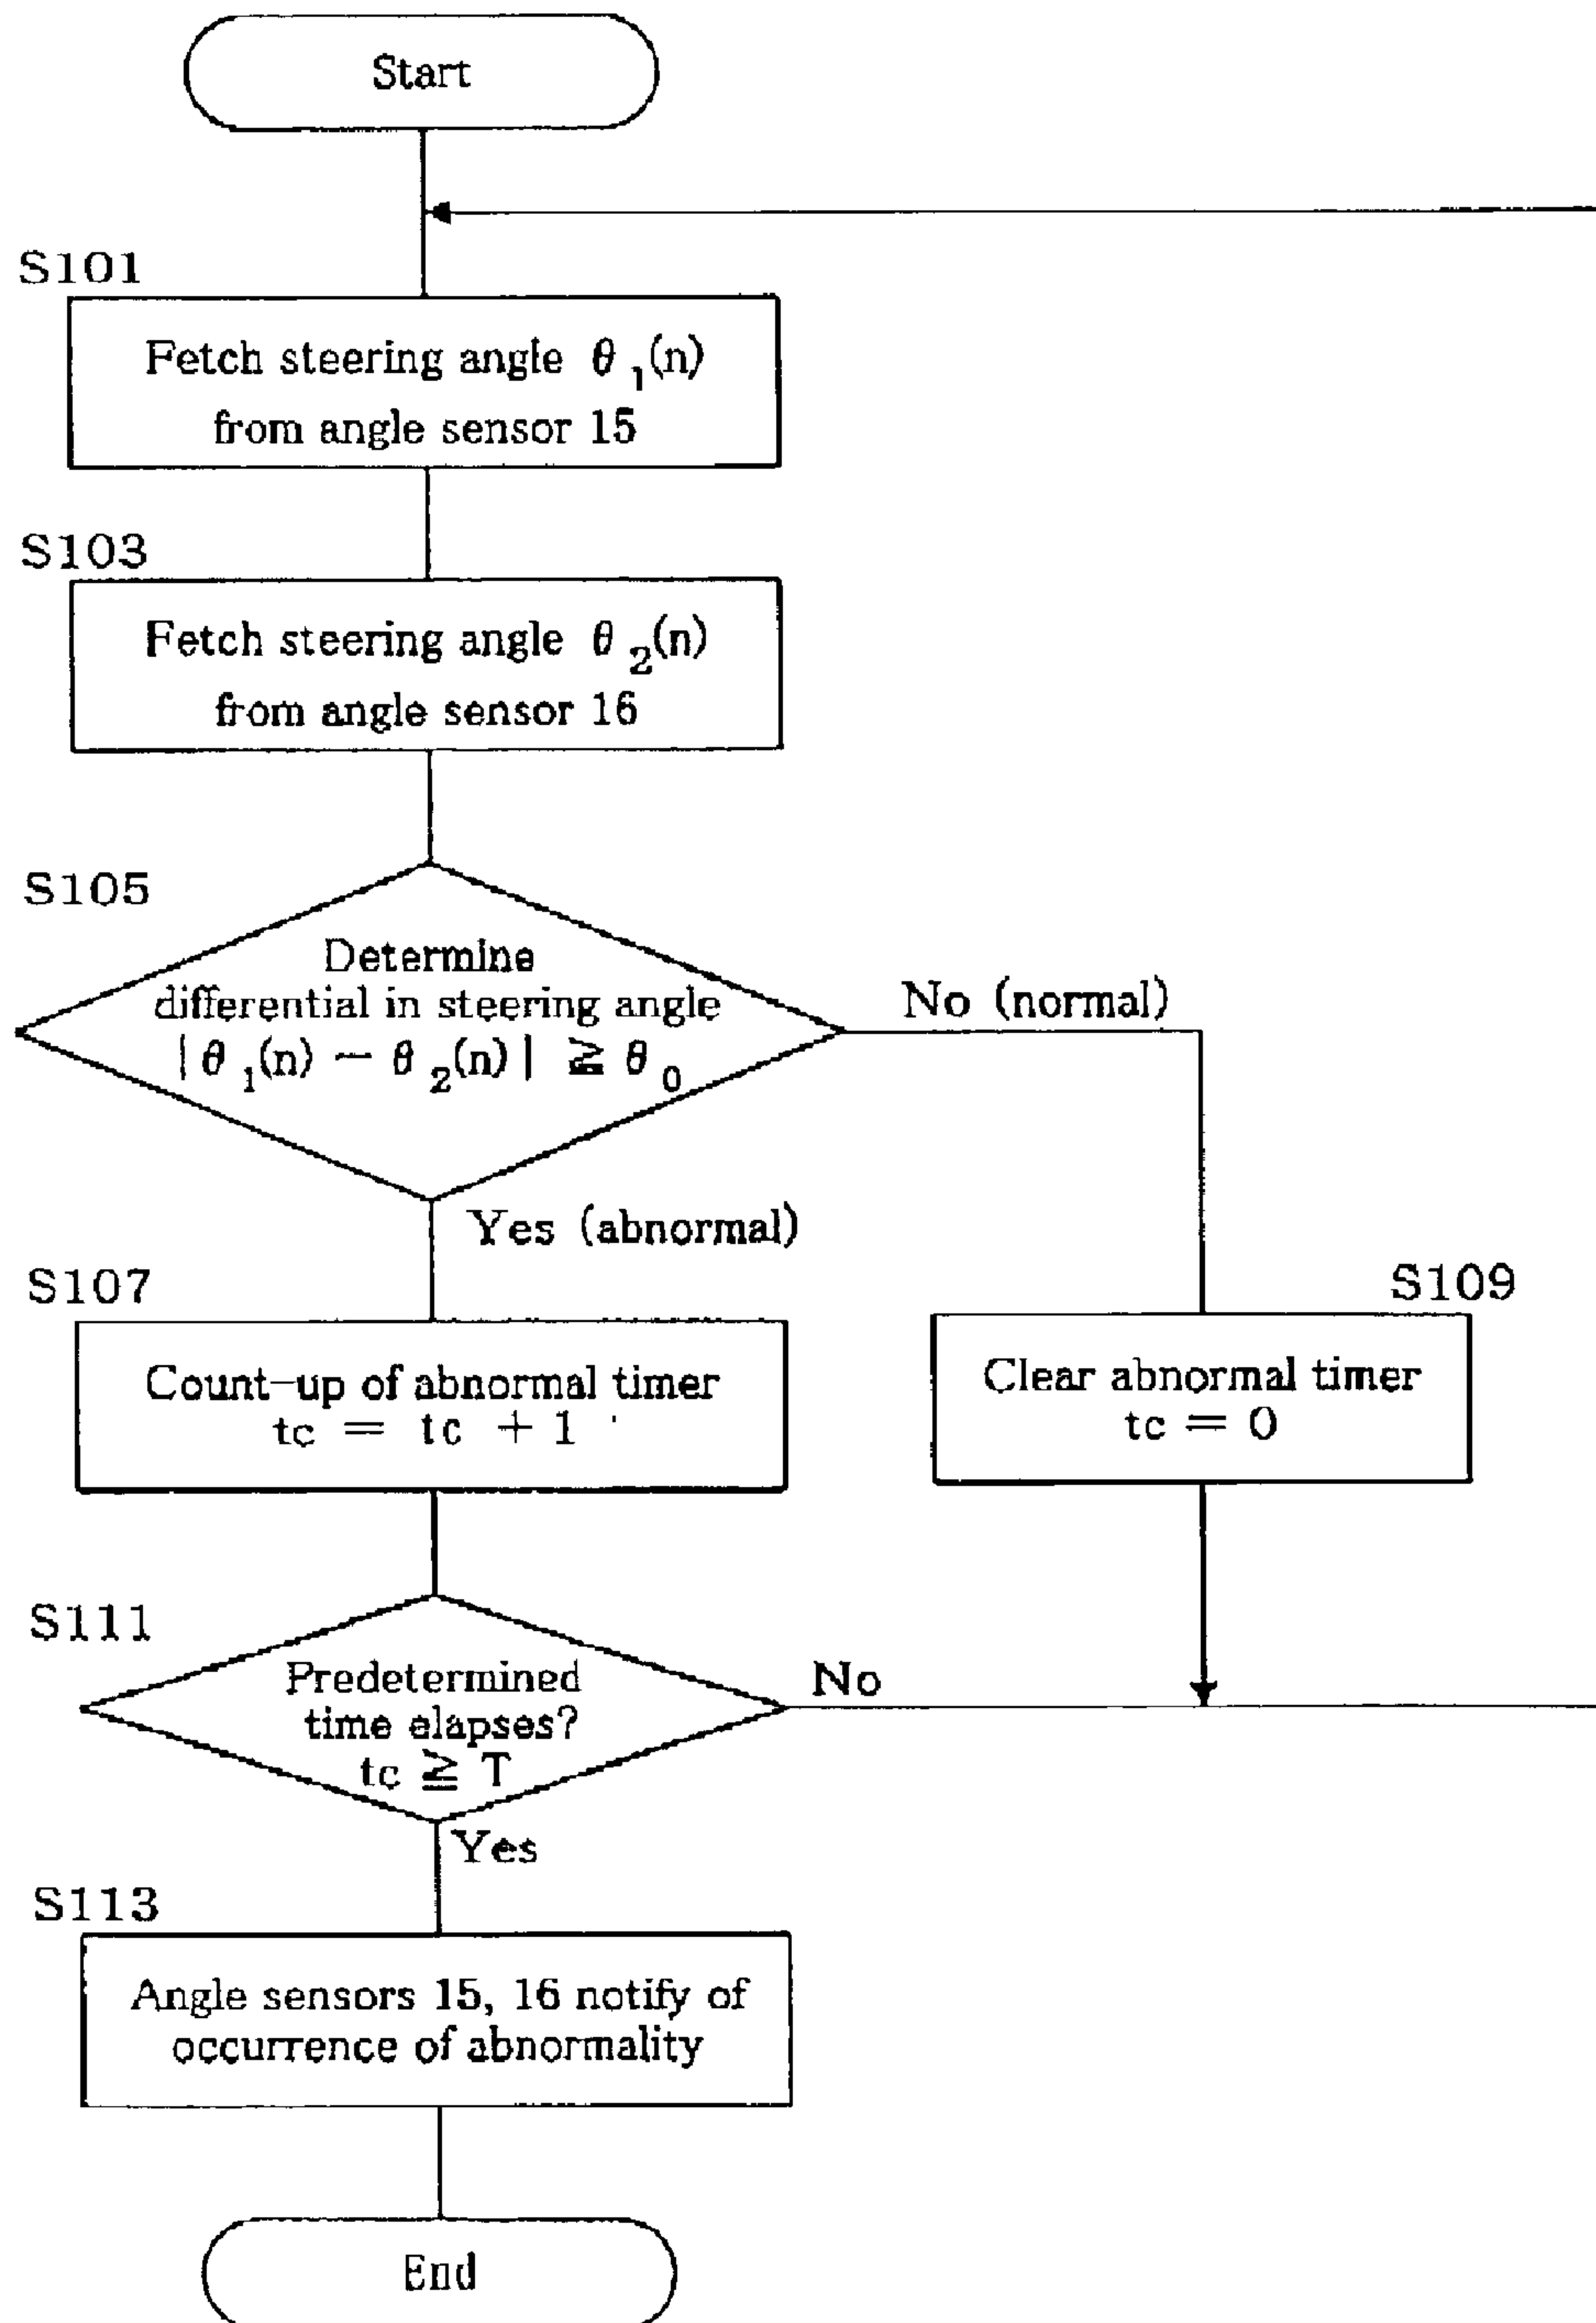 Start
S101
Fetch steering angle θ₁(n)
from angle sensor 15
S103
Fetch steering angle θ₂(n)
from angle sensor 16
S105
Determine
differential in steering angle
|θ₁(n) − θ₂(n)| ≧ θ₀
No (normal)
Yes (abnormal)
S107
Count-up of abnormal timer
tc = tc + 1
S109
Clear abnormal timer
tc = 0
S111
Predetermined
time elapses?
tc ≧ T
No
Yes
S113
Angle sensors 15, 16 notify of
occurrence of abnormality
End